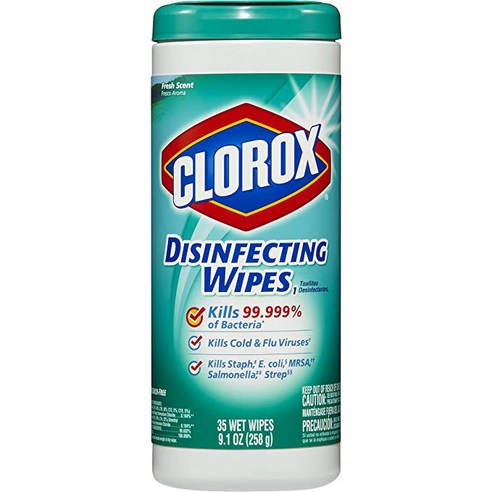 Fresh Scent
Fresco Aroma
CLOROX
®
DISINFECTING
WIPES
Toallitas
1 Desinfectantes
Kills 99.999%
of Bacteria*
Kills Cold & Flu Viruses‡
Kills Staph,‡ E. coli,§ MRSA,††
Salmonella,‡‡ Strep§§
KEEP OUT OF REACH OF
CAUTION:
PRECAUCIÓN:
35 WET WIPES
9.1 OZ (258 g)